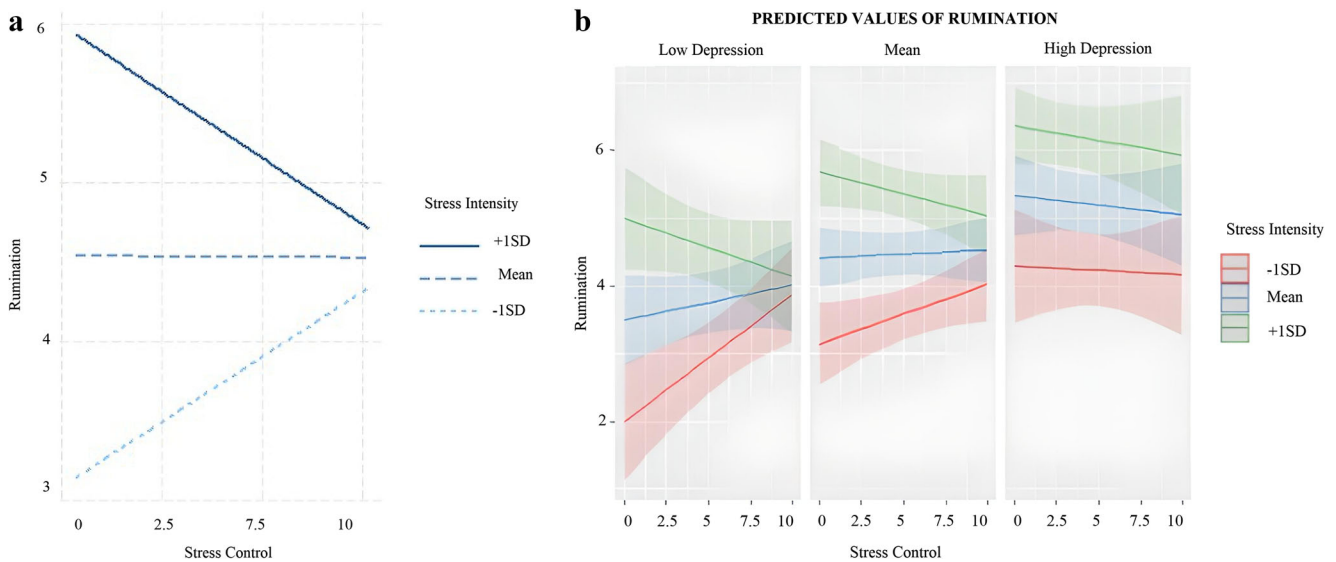 a
6
5
4
3
Rumination
0 2.5 7.5 10
Stress Control
Stress Intensity
+1SD
Mean
-1SD
b
PREDICTED VALUES OF RUMINATION
Low Depression Mean High Depression
6
4
2
Rumination
0 2.5 5 7.5 10 0 2.5 5 7.5 10 0 2.5 5 7.5 10
Stress Control
Stress Intensity
-1SD
Mean
+1SD